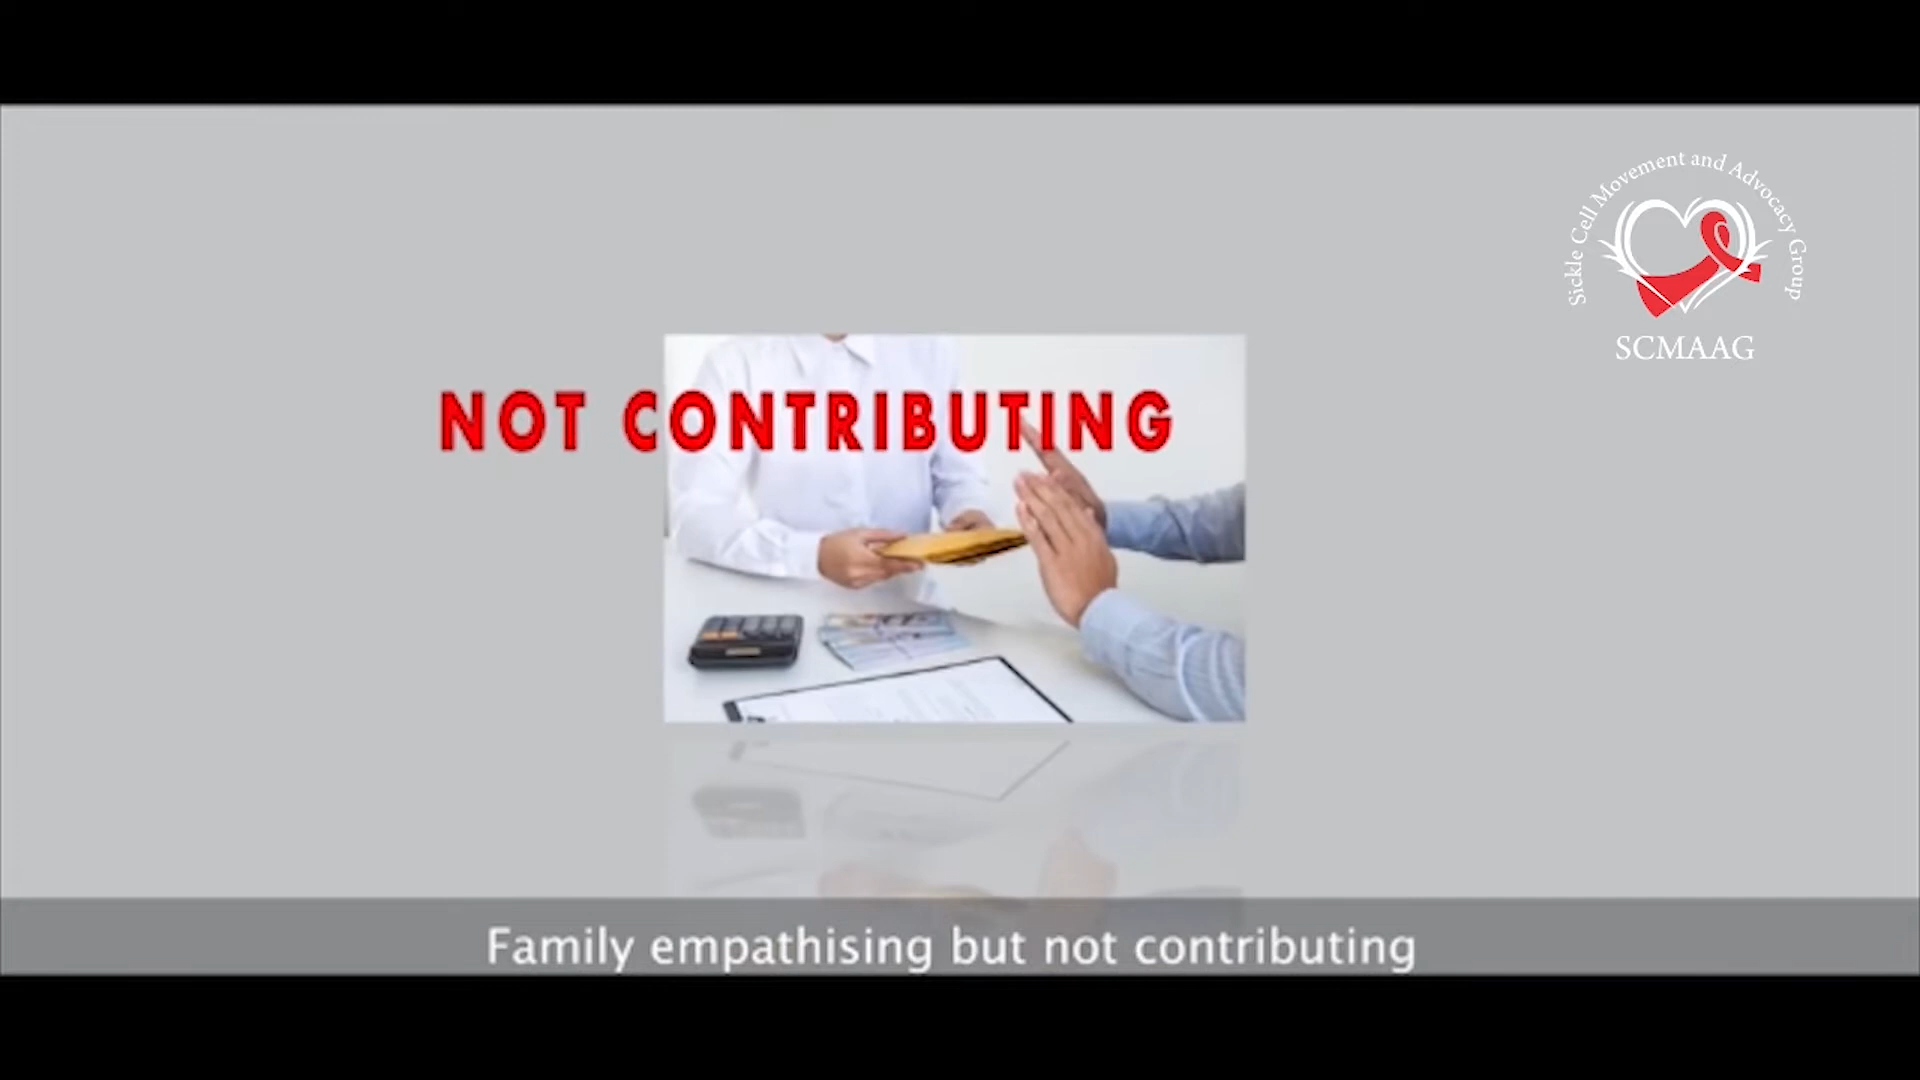 Sickle Cell Movement and Advocacy Group
SCMAAG
NOT CONTRIBUTING
Family empathising but not contributing